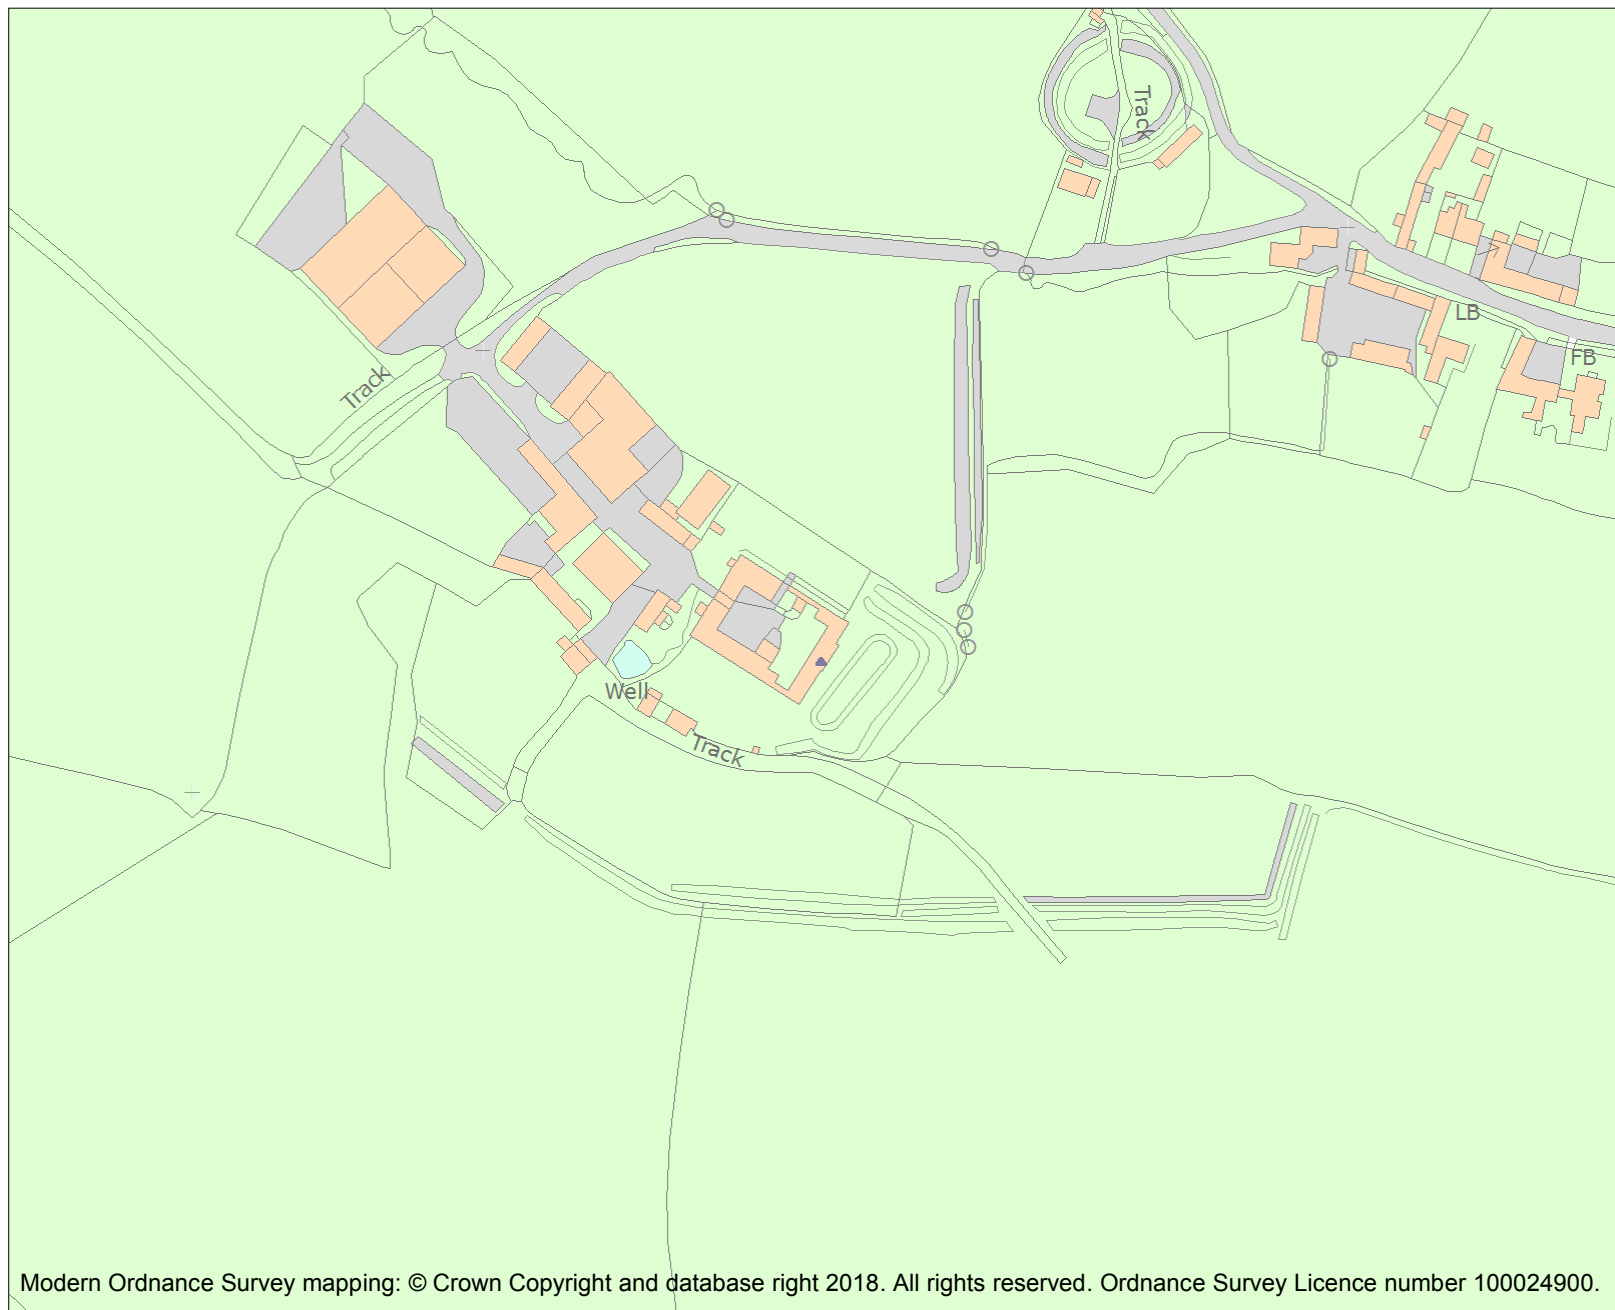 Track
LB
FB
Track
Well
Track
Modern Ordnance Survey mapping: © Crown Copyright and database right 2018. All rights reserved. Ordnance Survey Licence number 100024900.